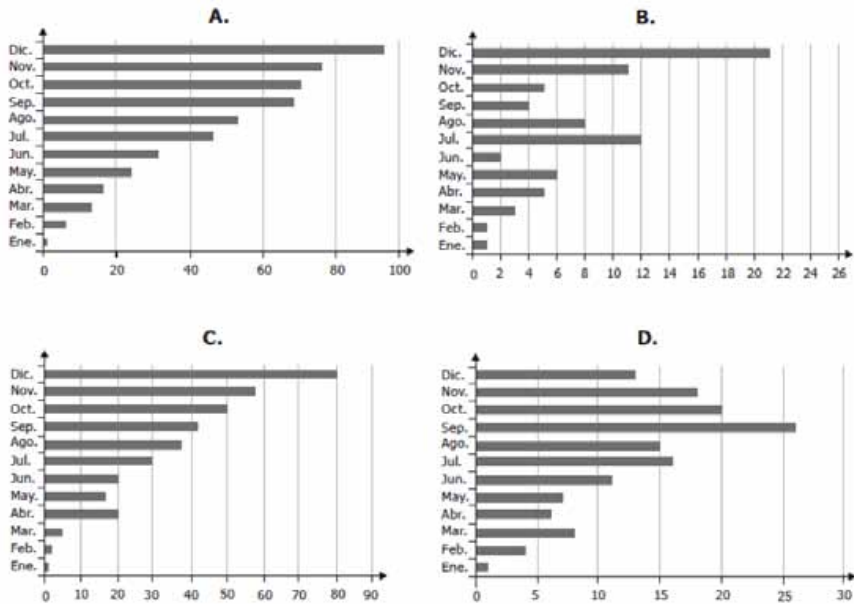 A.
Dic.
Nov.
Oct.
Sep.
Ago.
Jul.
Jun.
May.
Abr.
Mar.
Feb.
Ene.
0 20 40 60 80 100
B.
Dic.
Nov.
Oct.
Sep.
Ago.
Jul.
Jun.
May.
Abr.
Mar.
Feb.
Ene.
0 2 4 6 8 10 12 14 16 18 20 22 24 26
C.
Dic.
Nov.
Oct.
Sep.
Ago.
Jul.
Jun.
May.
Abr.
Mar.
Feb.
Ene.
0 10 20 30 40 50 60 70 80 90
D.
Dic.
Nov.
Oct.
Sep.
Ago.
Jul.
Jun.
May.
Abr.
Mar.
Feb.
Ene.
0 5 10 15 20 25 30